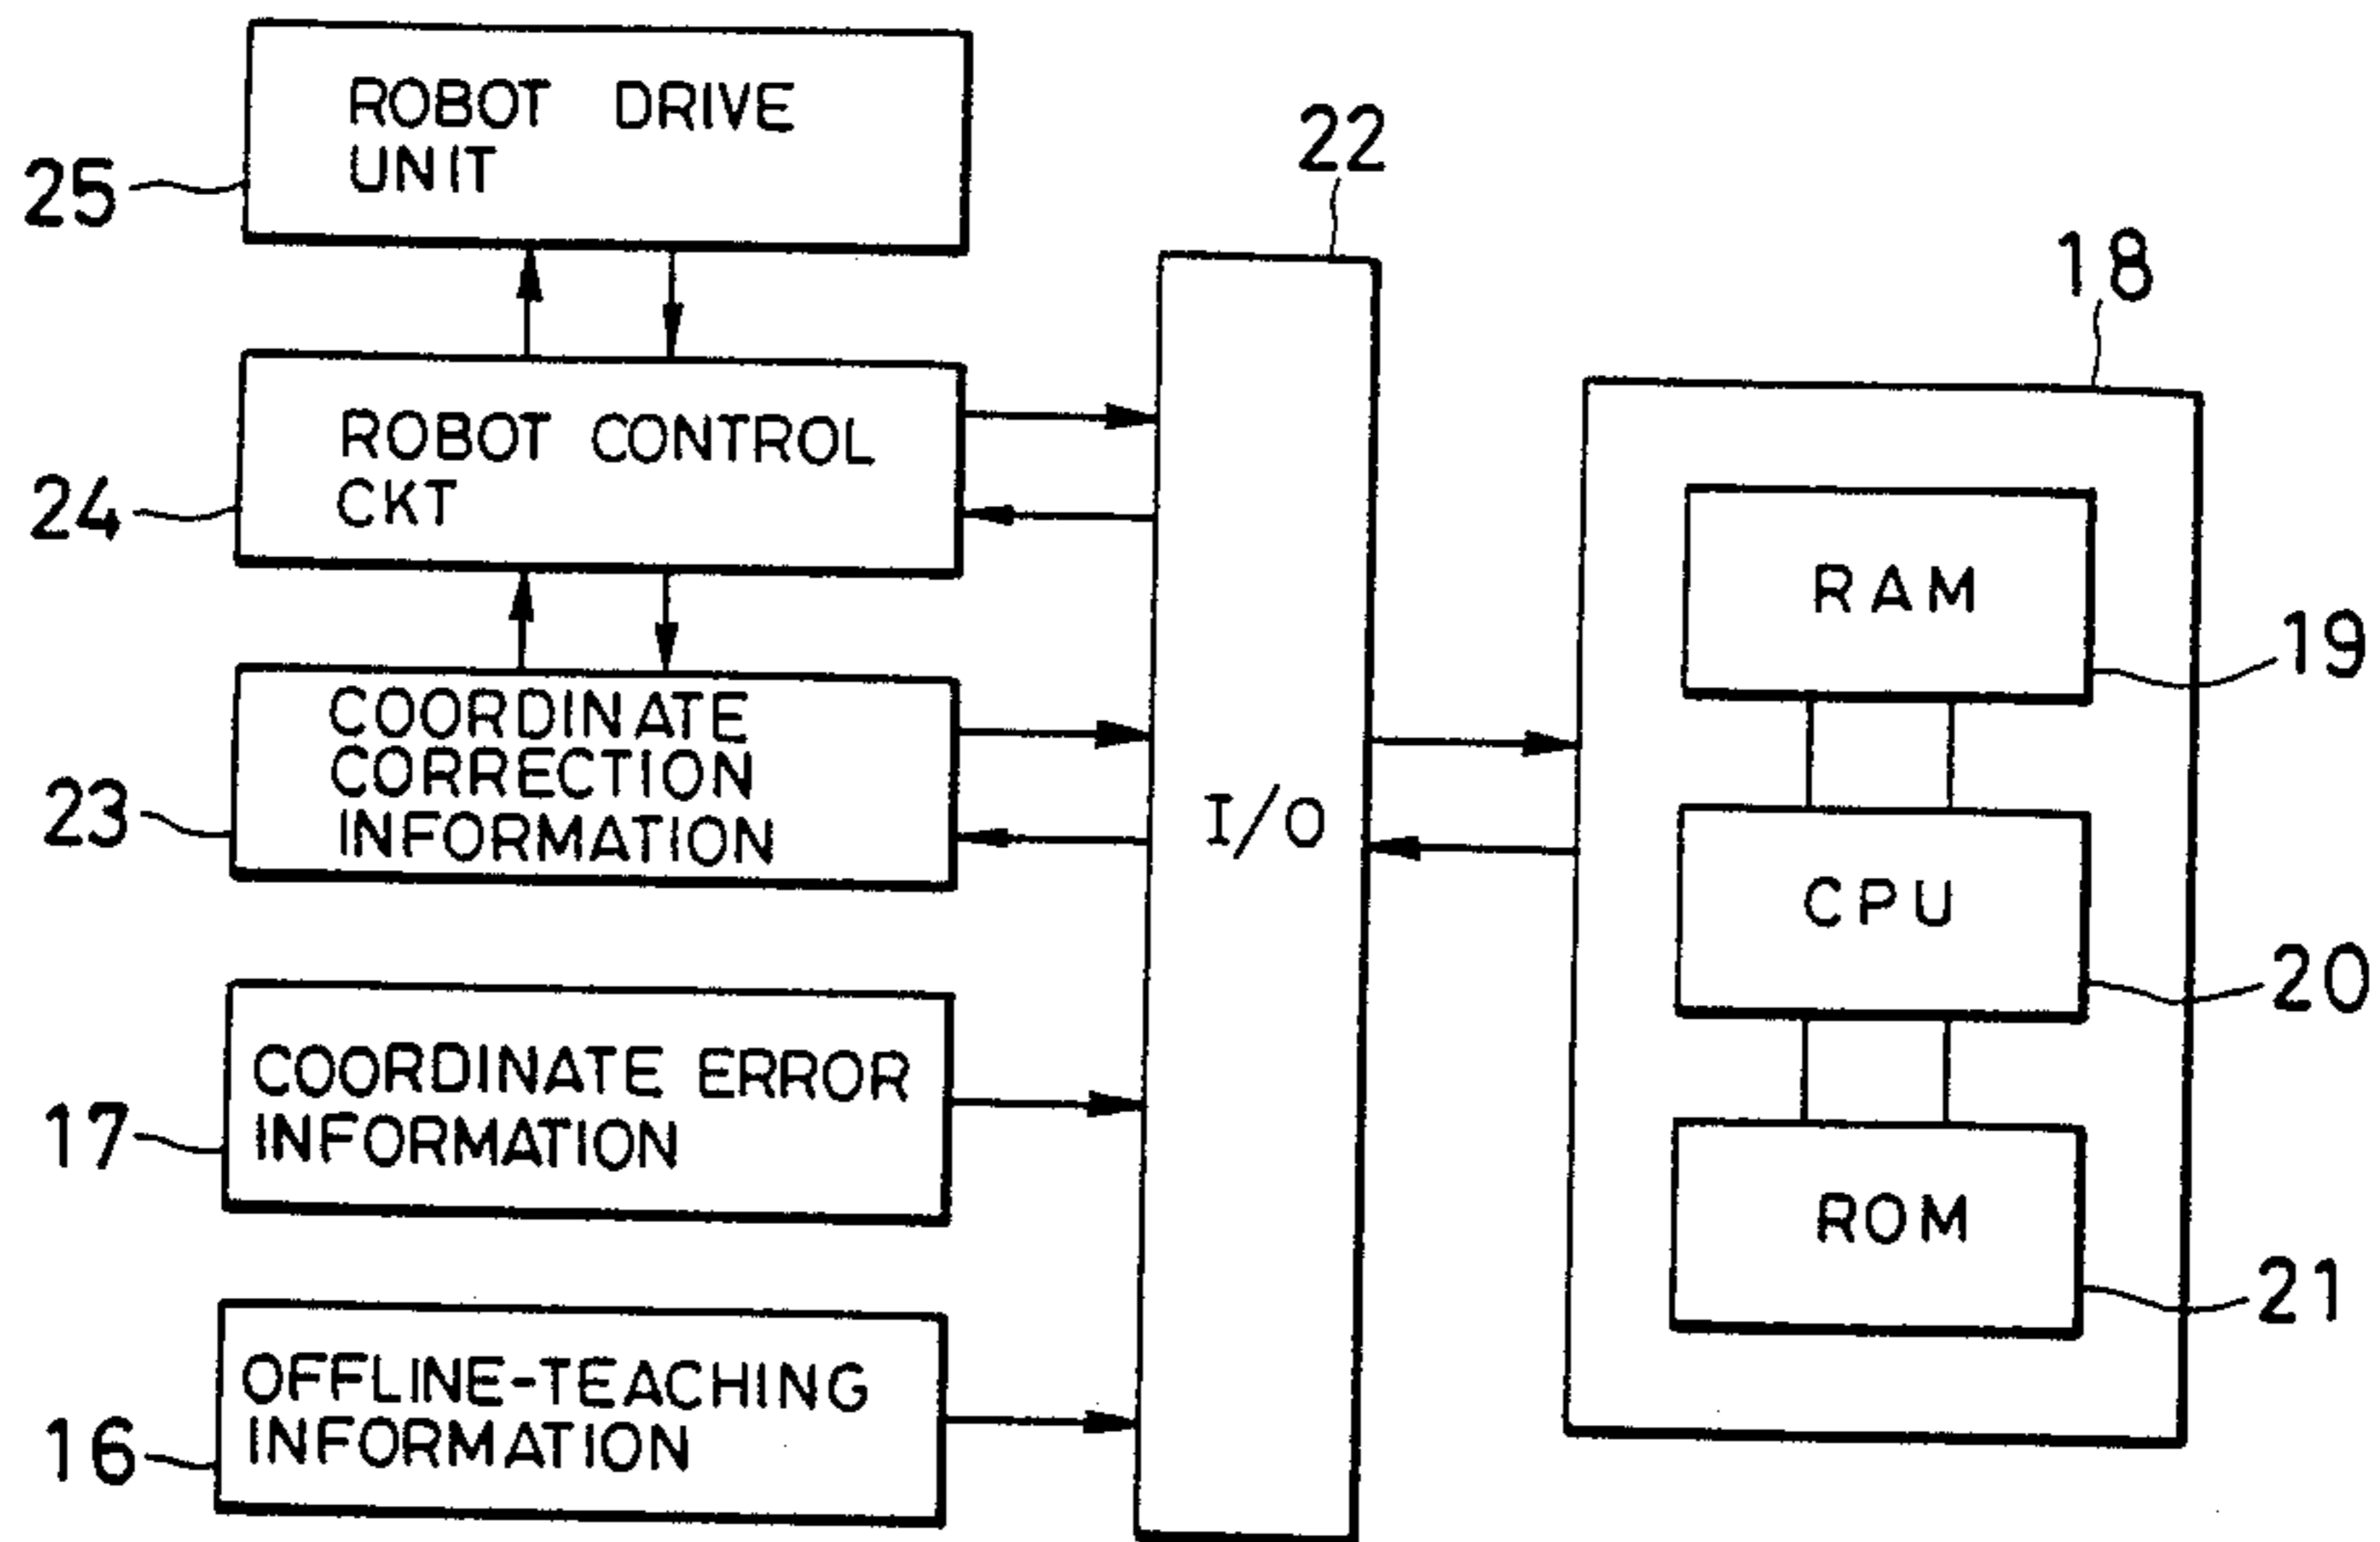 ROBOT DRIVE
UNIT
25
22
18
ROBOT CONTROL
CKT
24
RAM
19
COORDINATE
CORRECTION
INFORMATION
23
I/O
CPU
20
COORDINATE ERROR
INFORMATION
17
ROM
21
OFFLINE-TEACHING
INFORMATION
16